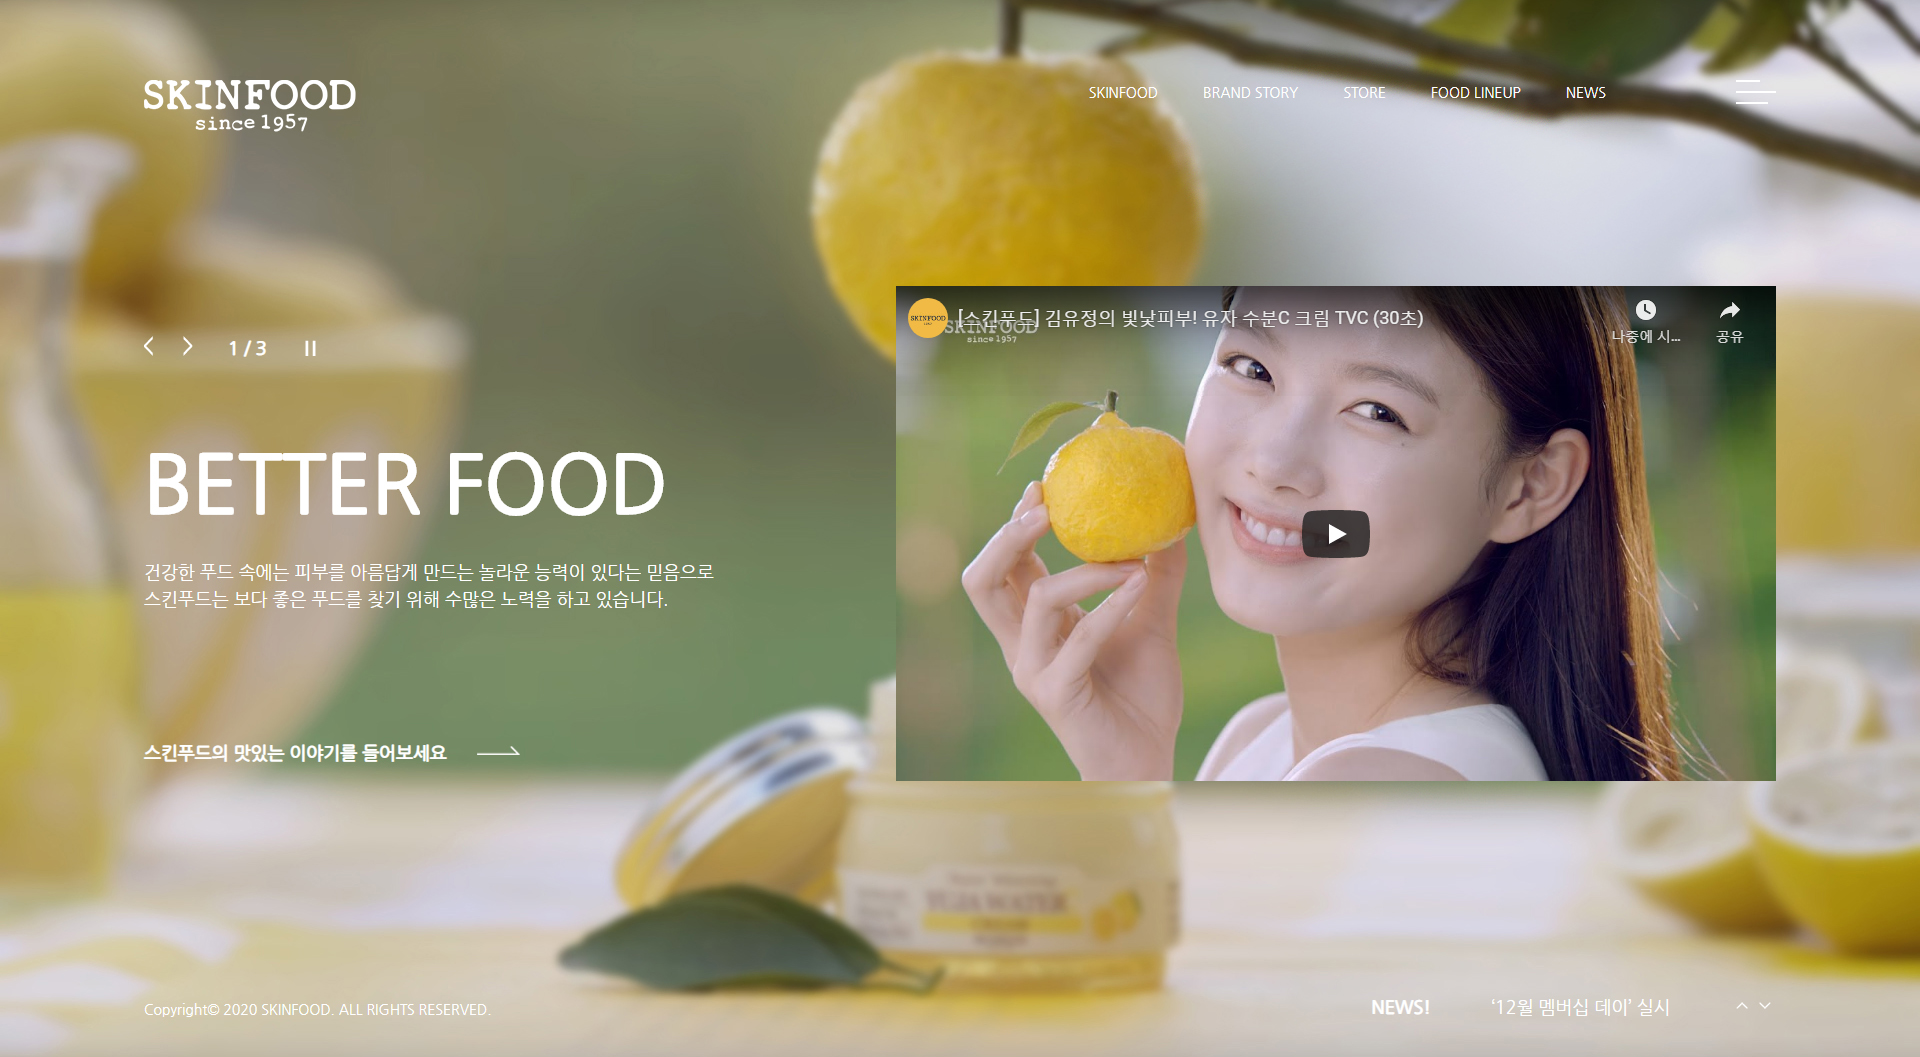 SKINFOOD
since 1957
SKINFOOD
BRAND STORY
STORE
FOOD LINEUP
NEWS
1 / 3
BETTER FOOD
건강한 푸드 속에는 피부를 아름답게 만드는 놀라운 능력이 있다는 믿음으로
스킨푸드는 보다 좋은 푸드를 찾기 위해 수많은 노력을 하고 있습니다.
스킨푸드의 맛있는 이야기를 들어보세요
SKINFOOD
[스킨푸드] 김유정의 빛낯피부! 유자 수분C 크림 TVC (30초)
SKINFOOD
since 1957
나중에 시...
공유
YUJA WATER
CREAM
Copyright© 2020 SKINFOOD. ALL RIGHTS RESERVED.
NEWS!
‘12월 멤버십 데이’ 실시